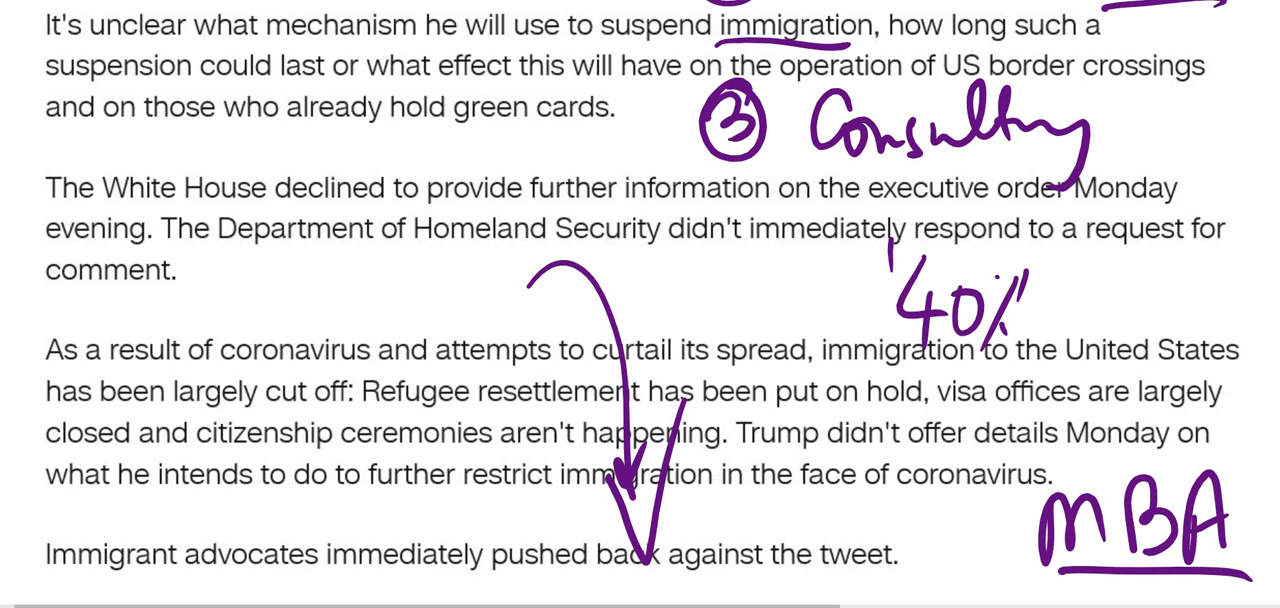 It's unclear what mechanism he will use to suspend immigration, how long such a
suspension could last or what effect this will have on the operation of US border crossings
and on those who already hold green cards.
③ Consulting
The White House declined to provide further information on the executive order Monday
evening. The Department of Homeland Security didn't immediately respond to a request for
comment.
40%
As a result of coronavirus and attempts to curtail its spread, immigration to the United States
has been largely cut off: Refugee resettlement has been put on hold, visa offices are largely
closed and citizenship ceremonies aren't happening. Trump didn't offer details Monday on
what he intends to do to further restrict immigration in the face of coronavirus.
MBA
Immigrant advocates immediately pushed back against the tweet.